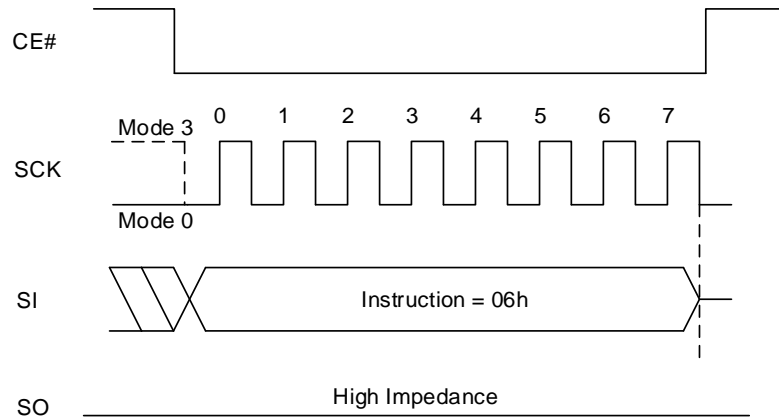 CE#
0 1 2 3 4 5 6 7
Mode 3
SCK
Mode 0
SI
Instruction = 06h
High Impedance
SO